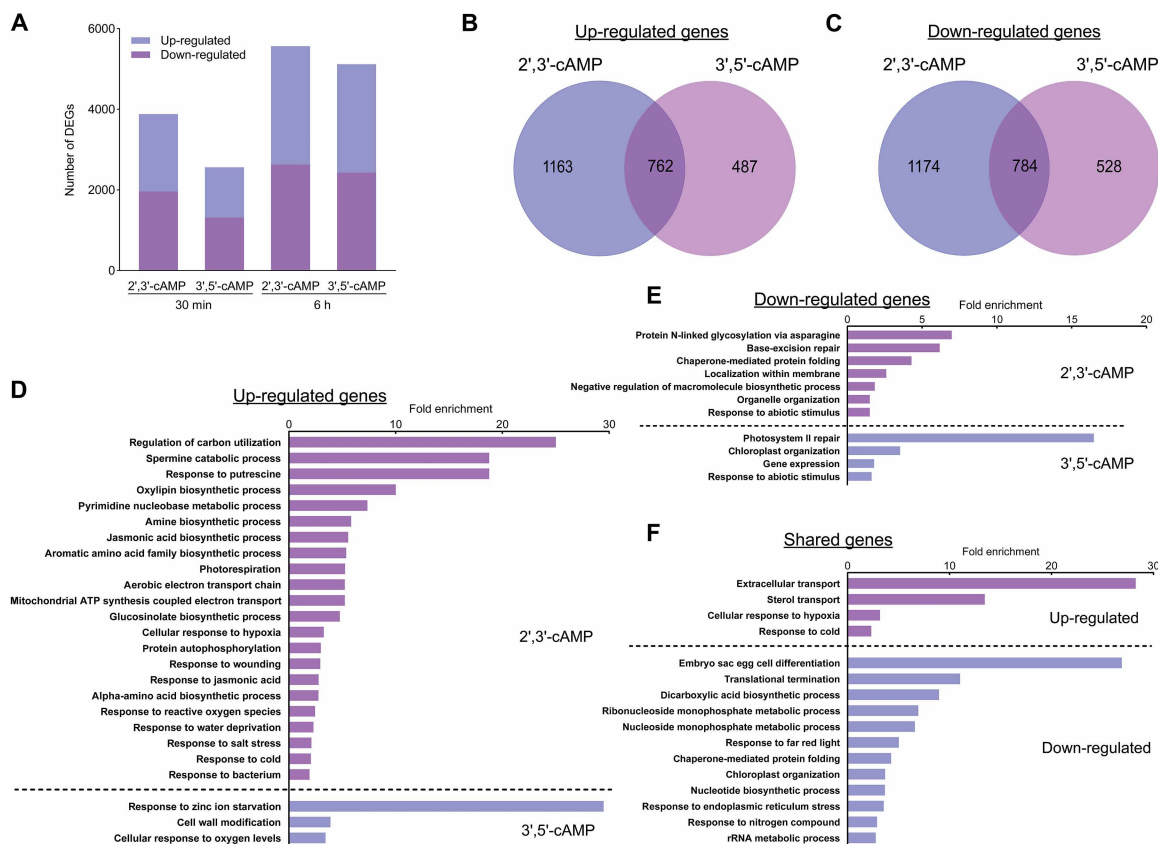 A
6000
4000
2000
0
Number of DEGs
Up-regulated
Down-regulated
2',3'-cAMP 3',5'-cAMP 2',3'-cAMP 3',5'-cAMP
30 min 6 h
B
Up-regulated genes
2',3'-cAMP 3',5'-cAMP
1163 762 487
C
Down-regulated genes
2',3'-cAMP 3',5'-cAMP
1174 784 528
D
Up-regulated genes
Fold enrichment
0 10 20 30
Regulation of carbon utilization
Spermine catabolic process
Response to putrescine
Oxylipin biosynthetic process
Pyrimidine nucleobase metabolic process
Amine biosynthetic process
Jasmonic acid biosynthetic process
Aromatic amino acid family biosynthetic process
Photorespiration
Aerobic electron transport chain
Mitochondrial ATP synthesis coupled electron transport
Glucosinolate biosynthetic process
Cellular response to hypoxia
Protein autophosphorylation
Response to wounding
Response to jasmonic acid
Alpha-amino acid biosynthetic process
Response to reactive oxygen species
Response to water deprivation
Response to salt stress
Response to cold
Response to bacterium
2',3'-cAMP
Response to zinc ion starvation
Cell wall modification
Cellular response to oxygen levels
3',5'-cAMP
E
Down-regulated genes
Fold enrichment
0 5 10 15 20
Protein N-linked glycosylation via asparagine
Base-excision repair
Chaperone-mediated protein folding
Localization within membrane
Negative regulation of macromolecule biosynthetic process
Organelle organization
Response to abiotic stimulus
2',3'-cAMP
Photosystem II repair
Chloroplast organization
Gene expression
Response to abiotic stimulus
3',5'-cAMP
F
Shared genes
Fold enrichment
0 10 20 30
Extracellular transport
Sterol transport
Cellular response to hypoxia
Response to cold
Up-regulated
Embryo sac egg cell differentiation
Translational termination
Dicarboxylic acid biosynthetic process
Ribonucleoside monophosphate metabolic process
Nucleoside monophosphate metabolic process
Response to far red light
Chaperone-mediated protein folding
Chloroplast organization
Nucleotide biosynthetic process
Response to endoplasmic reticulum stress
Response to nitrogen compound
rRNA metabolic process
Down-regulated